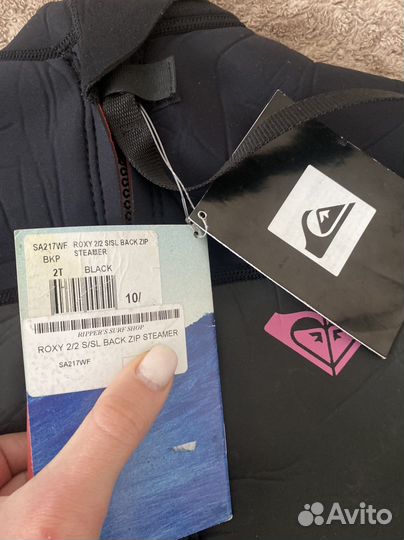 SA217WF ROXY 2/2 S/SL BACK ZIP
BKP STEAMER
2T BLACK
10/
RIPPER'S SURF SHOP
ROXY 2/2 S/SL BACK ZIP STEAMER
SA217WF
Avito